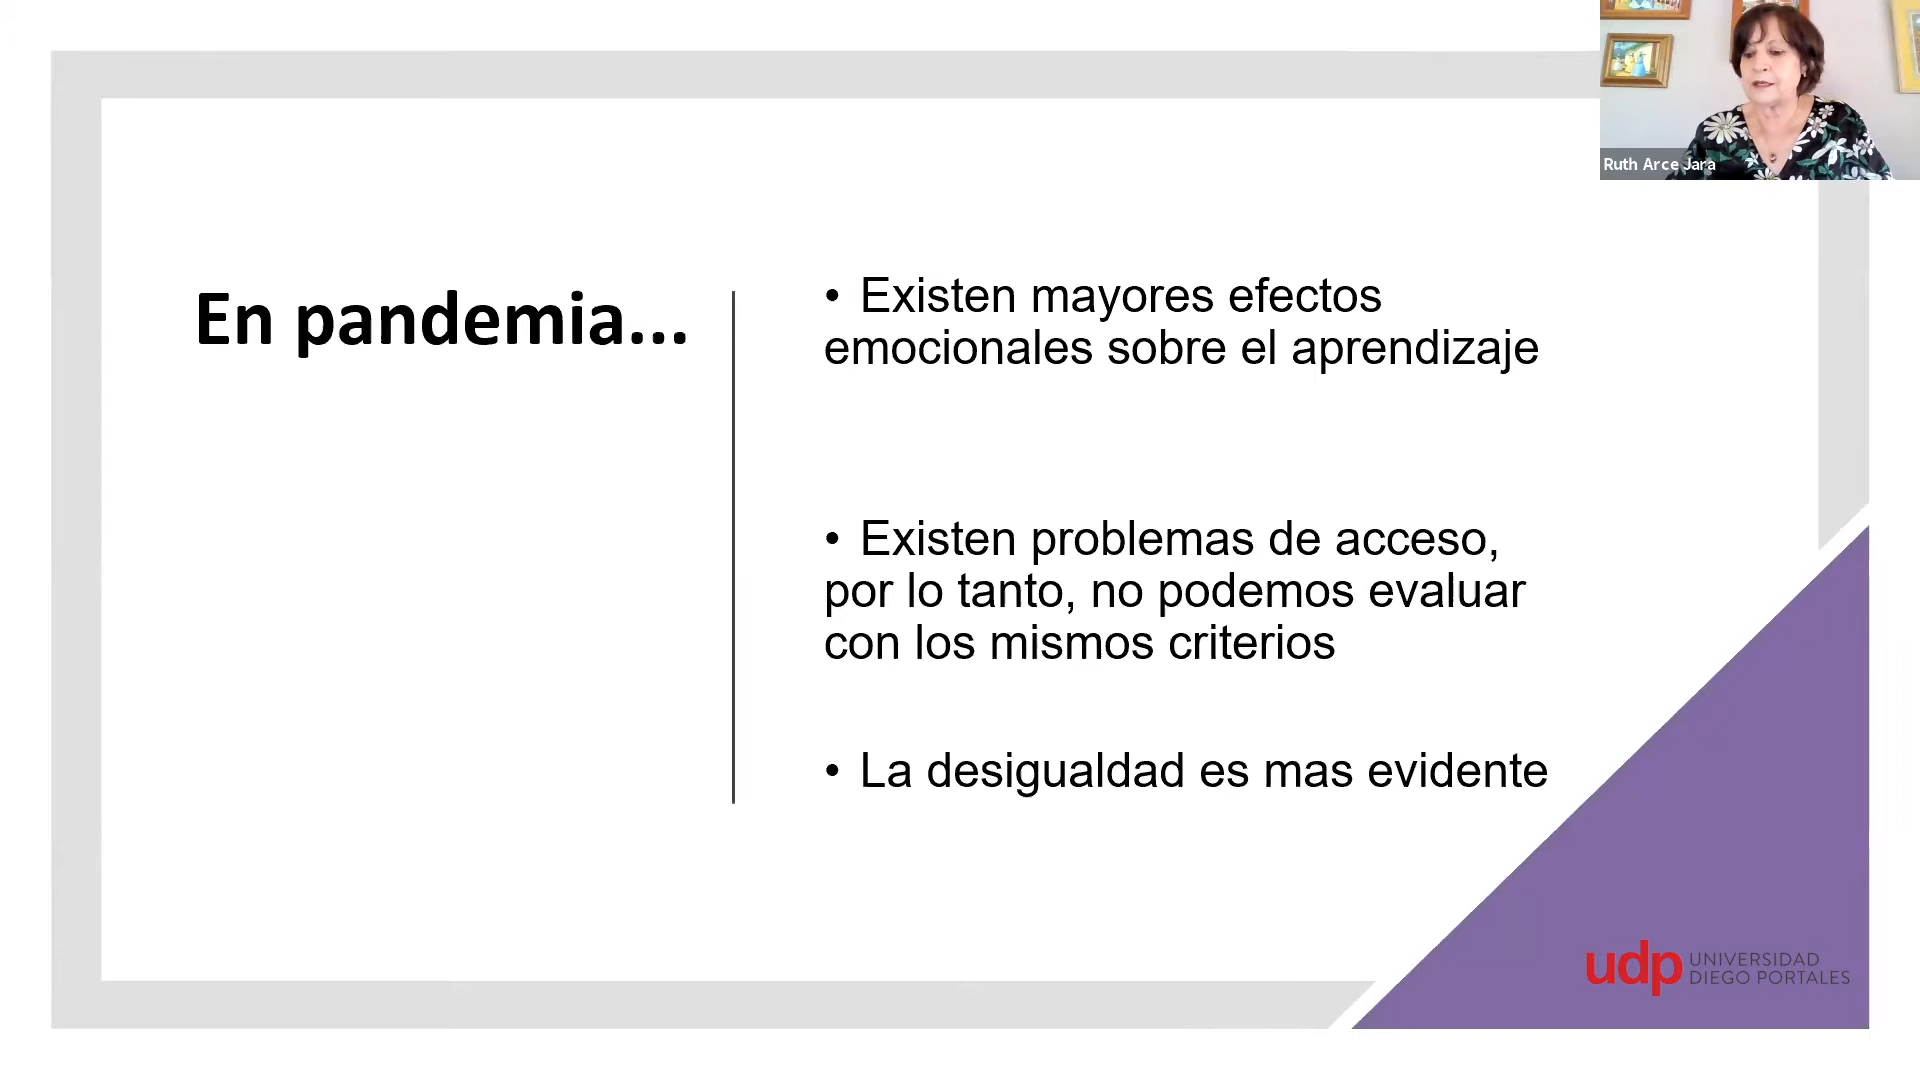 Ruth Arce Jara
En pandemia...
• Existen mayores efectos
emocionales sobre el aprendizaje
• Existen problemas de acceso,
por lo tanto, no podemos evaluar
con los mismos criterios
• La desigualdad es mas evidente
udp UNIVERSIDAD
DIEGO PORTALES